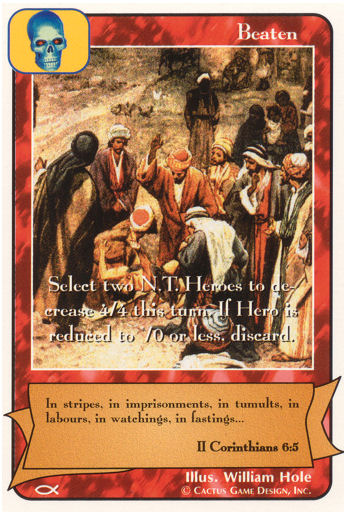 Beaten
Select two N.T. Heroes to de-
crease 4/4 this turn. If Hero is
reduced to */0 or less, discard.
In stripes, in imprisonments, in tumults, in
labours, in watchings, in fastings...
II Corinthians 6:5
Illus. William Hole
© CACTUS GAME DESIGN, INC.